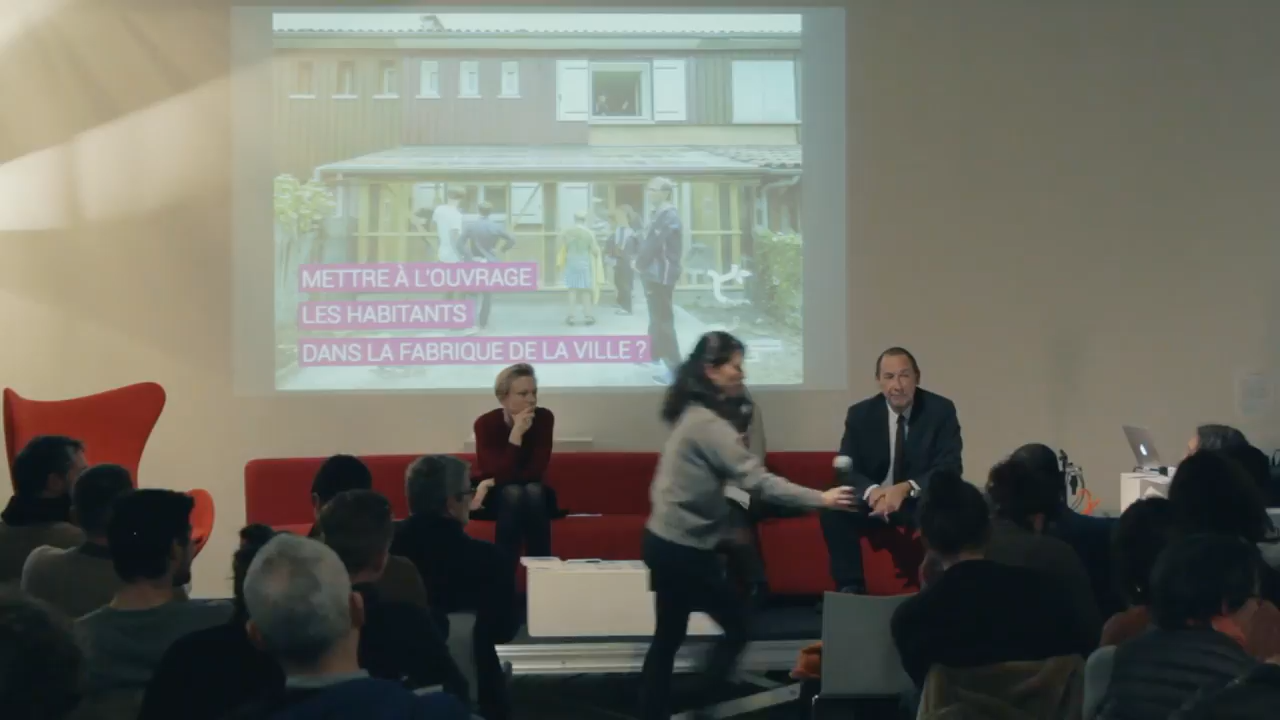 METTRE À L'OUVRAGE
LES HABITANTS
DANS LA FABRIQUE DE LA VILLE ?